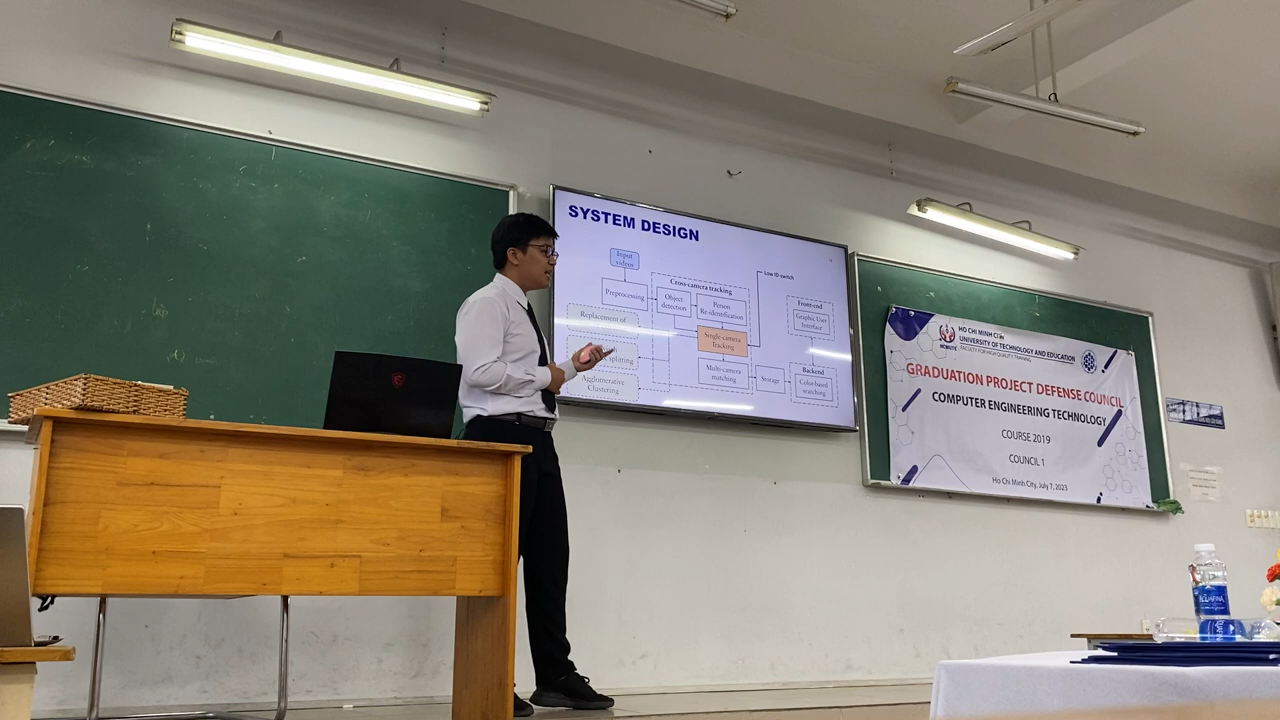 SYSTEM DESIGN
Input
videos
Low ID-switch
Cross-camera tracking
Preprocessing
Object
detection
Person
Re-identification
Front-end
Graphic User
Interface
Replacement of
Single-camera
Tracking
splitting
Multi-camera
matching
Storage
Backend
Color-based
searching
Agglomerative
Clustering
HO CHI MINH CITY
UNIVERSITY OF TECHNOLOGY AND EDUCATION
FACULTY FOR HIGH QUALITY TRAINING
HCMUTE
GRADUATION PROJECT DEFENSE COUNCIL
COMPUTER ENGINEERING TECHNOLOGY
COURSE 2019
COUNCIL 1
Ho Chi Minh City, July 7, 2023
AQUAFINA